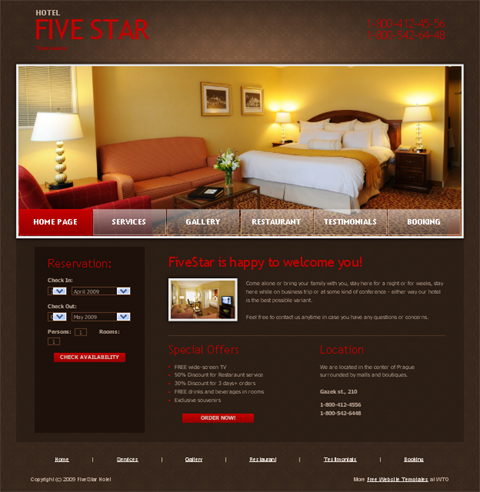 HOTEL
FIVE STAR
1-800-412-45-56
1-800-542-64-48
HOME PAGE
SERVICES
GALLERY
RESTAURANT
TESTIMONIALS
BOOKING
Reservation:
Check In:
April 2009
Check Out:
May 2009
Persons: 1 Rooms:
1
CHECK AVAILABILITY
FiveStar is happy to welcome you!
Come alone or bring your family with you, stay here for a night or for weeks, stay
here while on business trip or at some kind of conference - either way our hotel
is the best possible variant.
Feel free to contact us anytime in case you have any questions or concerns.
Special Offers
FREE wide-screen TV
50% Discount for Restaraunt service
30% Discount for 3 days+ orders
FREE drinks and beverages in rooms
Exclusive souvenirs
ORDER NOW!
Location
We are located in the center of Prague
surrounded by malls and boutiques.
Gazek st., 210
1-800-412-4556
1-800-542-6448
Home | Services | Gallery | Restaurant | Testimonials | Booking
Copyright (c) 2009 FiveStar Hotel
More Free Website Templates at WTO